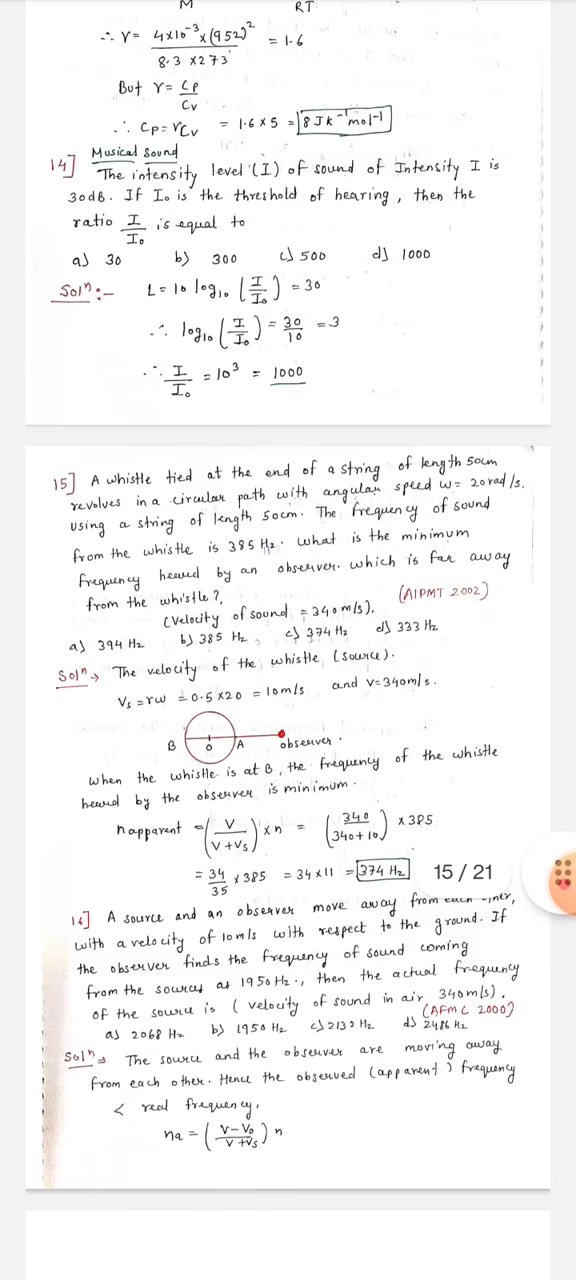 M RT
∴ γ = 4×10⁻³ × (952)² / 8.3 × 273 = 1.6
But γ = Cp / Cv
∴ Cp = γCv = 1.6 × 5 = 8 J K⁻¹ mol⁻¹
Musical Sound
14] The intensity level (I) of sound of Intensity I is
30dB. If I₀ is the threshold of hearing, then the
ratio I / I₀ is equal to
a) 30 b) 300 c) 500 d) 1000
Solⁿ:- L = 10 log₁₀ (I / I₀) = 30
∴ log₁₀ (I / I₀) = 30 / 10 = 3
∴ I / I₀ = 10³ = 1000
15] A whistle tied at the end of a string of length 50cm
revolves in a circular path with angular speed ω = 20 rad/s.
using a string of length 50cm. The frequency of sound
from the whistle is 385 Hz. what is the minimum
frequency heared by an observer. which is far away
from the whistle?, (AIPMT 2002)
(velocity of sound = 340 m/s).
a) 394 Hz b) 385 Hz c) 374 Hz d) 333 Hz
Solⁿ → The velocity of the whistle (source).
Vs = rω = 0.5 × 20 = 10 m/s and V = 340 m/s.
B O A observer.
when the whistle is at B, the frequency of the whistle
heard by the observer is minimum.
n apparent = (V / V + Vs) × n = (340 / 340 + 10) × 385
= 34 / 35 × 385 = 34 × 11 = 374 Hz
15 / 21
16] A source and an observer move away from each other,
with a velocity of 10 m/s with respect to the ground. If
the observer finds the frequency of sound coming
from the source as 1950 Hz., then the actual frequency
of the source is (velocity of sound in air 340 m/s).
(AFMC 2000)
a) 2068 Hz b) 1950 Hz c) 2132 Hz d) 2486 Hz
Solⁿ → The source and the observer are moving away
from each other. Hence the observed (apparent) frequency
< real frequency.
na = (V - Vo / V + Vs) n